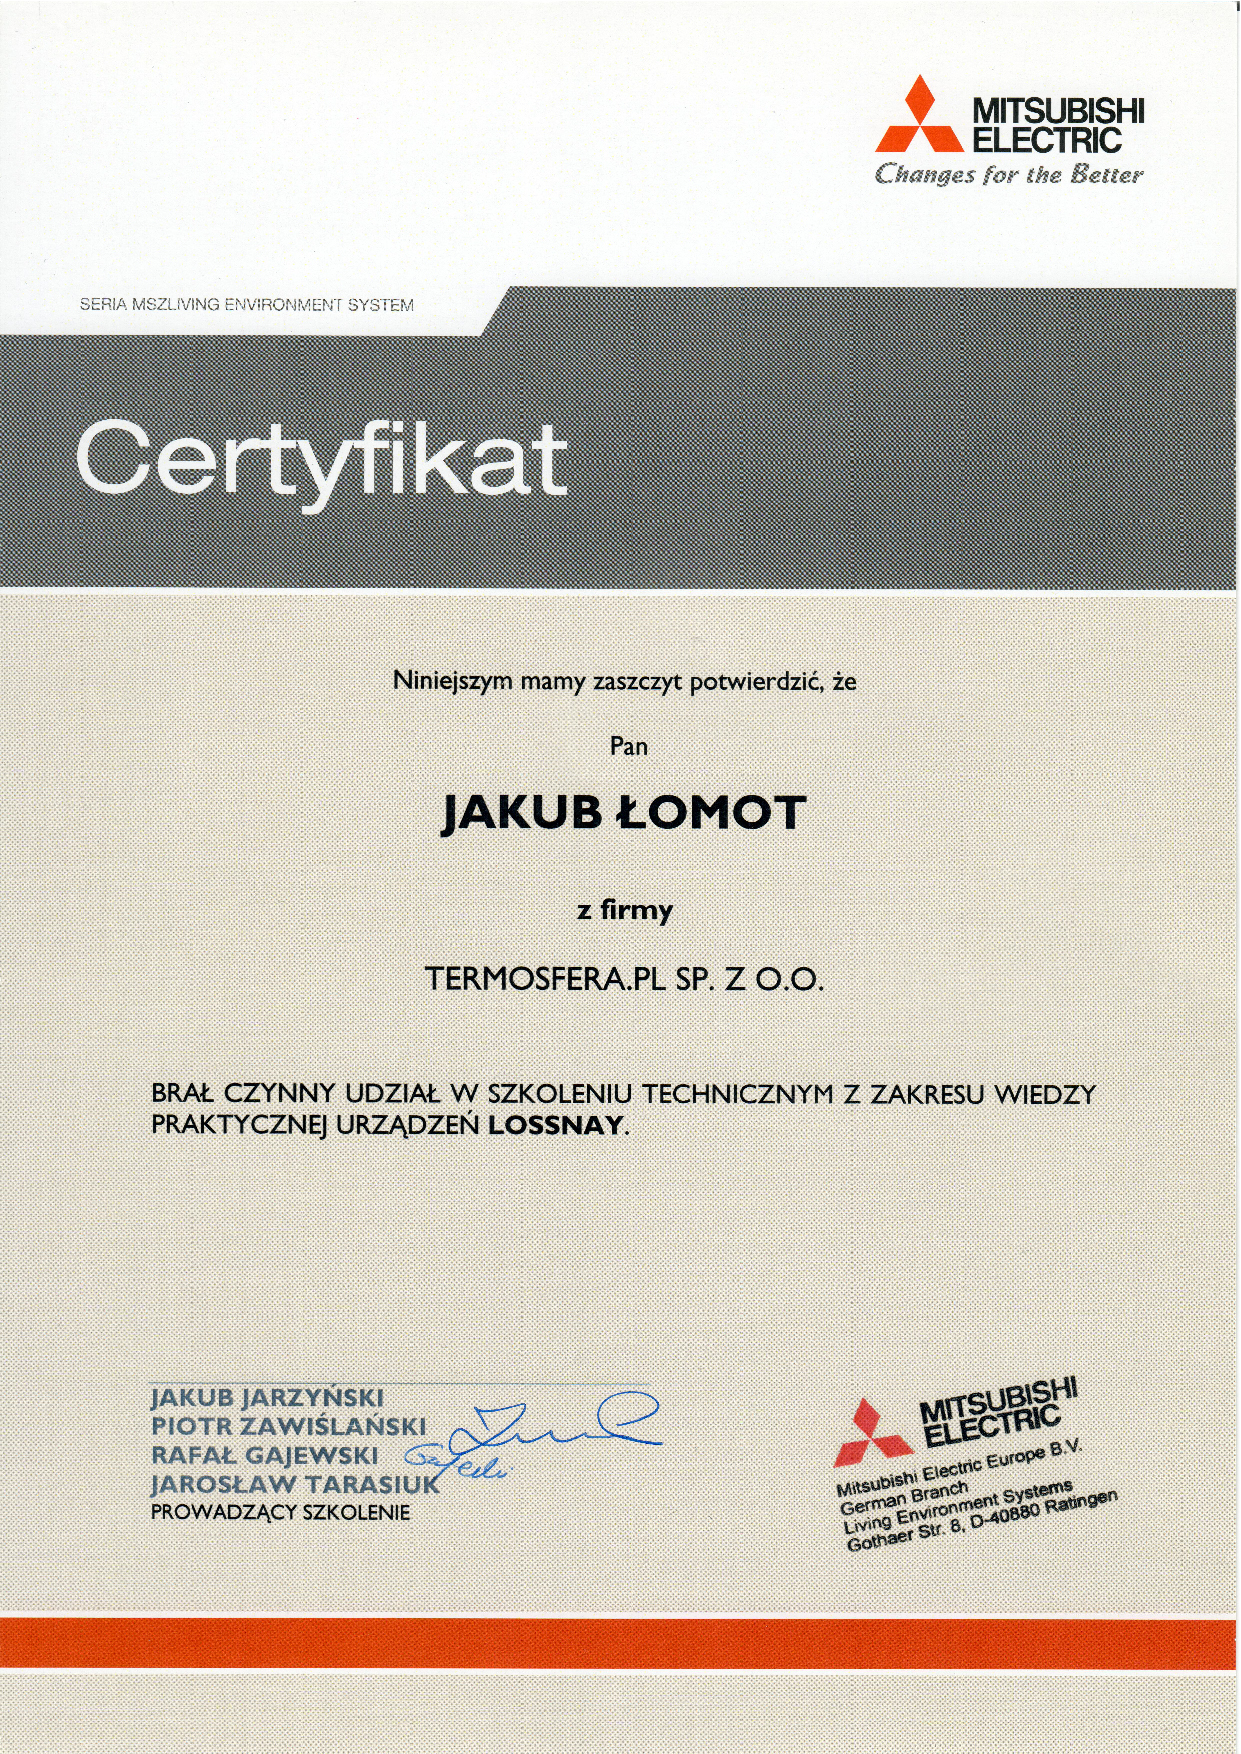 MITSUBISHI
ELECTRIC
Changes for the Better
SERIA MSZLIVING ENVIRONMENT SYSTEM
Certyfikat
Niniejszym mamy zaszczyt potwierdzić, że
Pan
JAKUB ŁOMOT
z firmy
TERMOSFERA.PL SP. Z O.O.
BRAŁ CZYNNY UDZIAŁ W SZKOLENIU TECHNICZNYM Z ZAKRESU WIEDZY
PRAKTYCZNEJ URZĄDZEŃ LOSSNAY.
JAKUB JARZYŃSKI
PIOTR ZAWIŚLAŃSKI
RAFAŁ GAJEWSKI
JAROSŁAW TARASIUK
PROWADZĄCY SZKOLENIE
MITSUBISHI
ELECTRIC
Mitsubishi Electric Europe B.V.
German Branch
Living Environment Systems
Gothaer Str. 8, D-40880 Ratingen